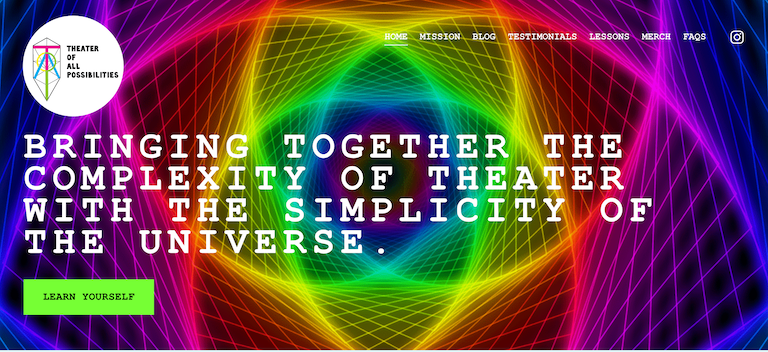 THEATER
OF
ALL
POSSIBILITIES
HOME MISSION BLOG TESTIMONIALS LESSONS MERCH FAQS
BRINGING TOGETHER THE
COMPLEXITY OF THEATER
WITH THE SIMPLICITY OF
THE UNIVERSE.
LEARN YOURSELF